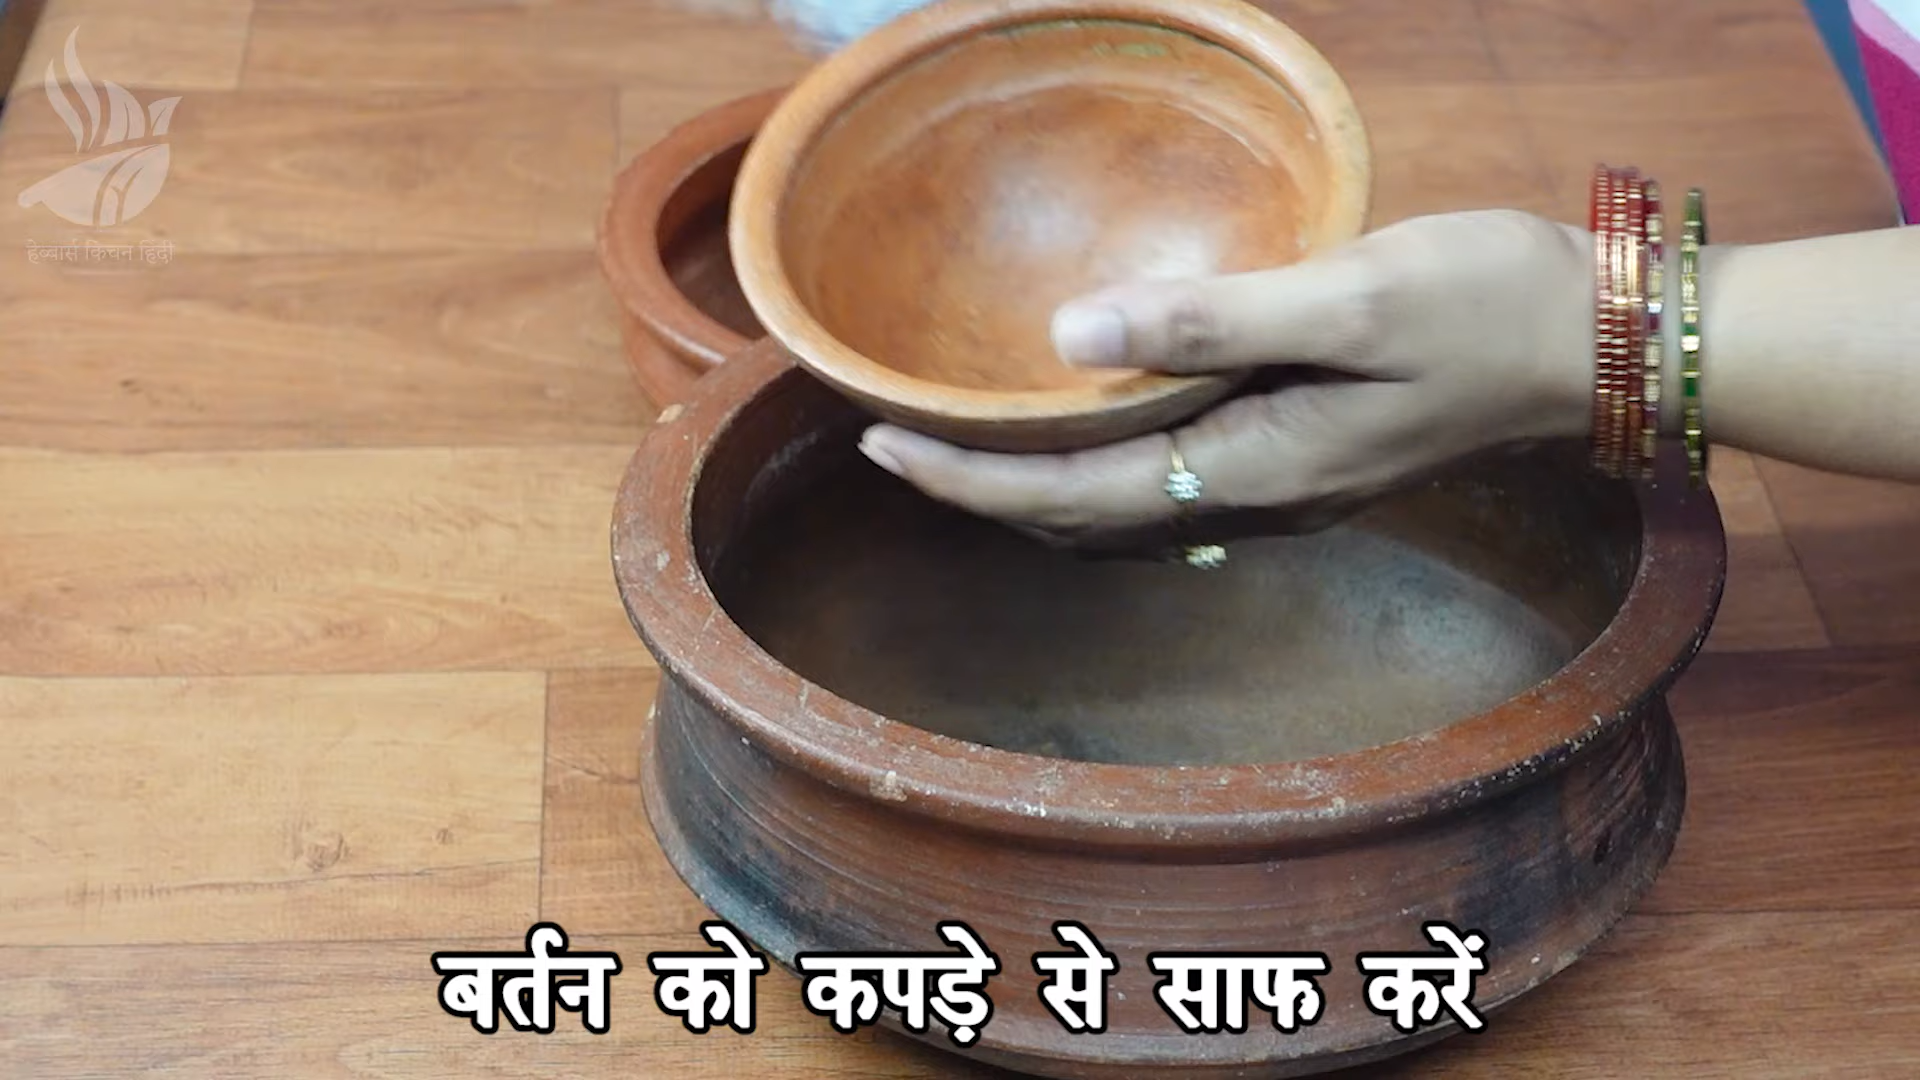 हेब्बार्स किचन हिंदी
बर्तन को कपड़े से साफ करें